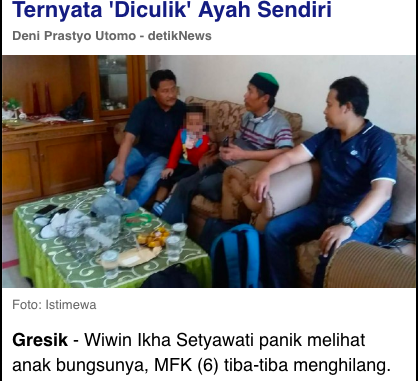 Ternyata 'Diculik' Ayah Sendiri
Deni Prastyo Utomo - detikNews
Foto: Istimewa
Gresik - Wiwin Ikha Setyawati panik melihat
anak bungsunya, MFK (6) tiba-tiba menghilang.